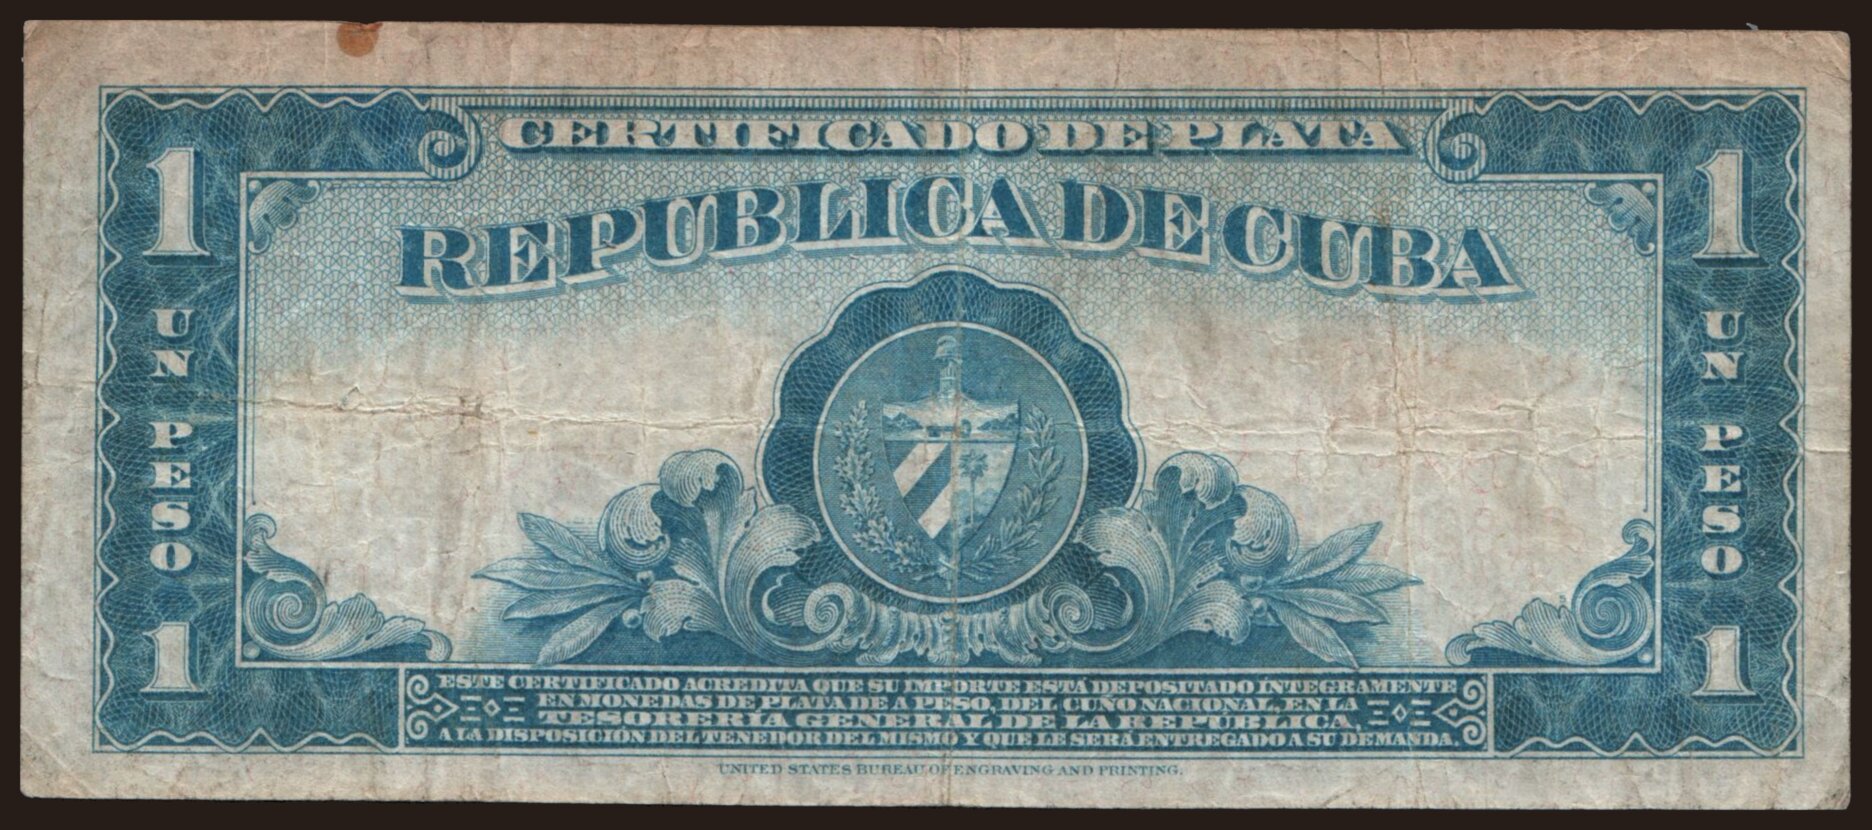 CERTIFICADO DE PLATA
REPUBLICA DE CUBA
1
UN PESO
1
1
UN PESO
1
ESTE CERTIFICADO ACREDITA QUE SU IMPORTE ESTÁ DEPOSITADO ÍNTEGRAMENTE
EN MONEDAS DE PLATA DE A PESO, DEL CUÑO NACIONAL, EN LA
TESORERÍA GENERAL DE LA REPÚBLICA,
A LA DISPOSICIÓN DEL TENEDOR DEL MISMO Y QUE LE SERÁ ENTREGADO A SU DEMANDA.
UNITED STATES BUREAU OF ENGRAVING AND PRINTING.